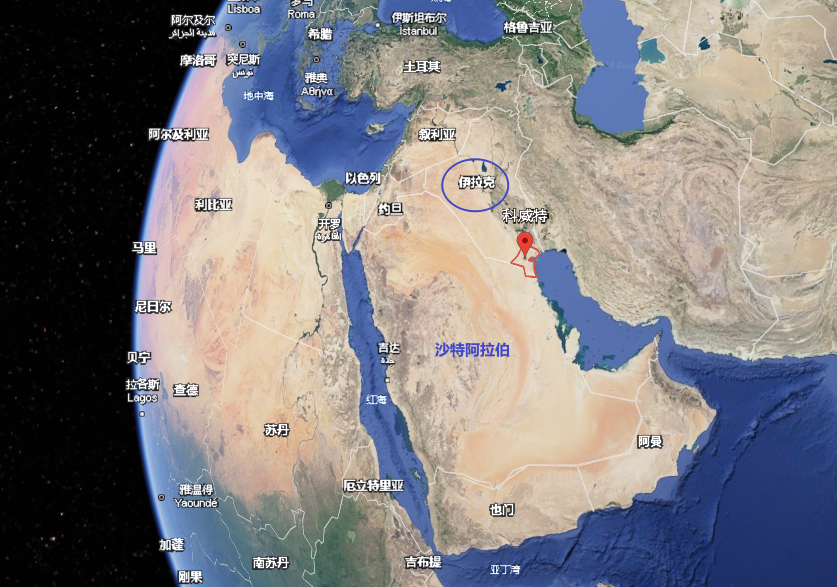 Lisboa
Roma
阿尔及尔
مدينة الجزائر
伊斯坦布尔
İstanbul
格鲁吉亚
希腊
摩洛哥
突尼斯
تونس
土耳其
雅典
Αθήνα
地中海
阿尔及利亚
叙利亚
以色列
伊拉克
利比亚
约旦
科威特
开罗
القاهرة
马里
尼日尔
吉达
جدة
沙特阿拉伯
贝宁
拉各斯
Lagos
查德
红海
苏丹
阿曼
厄立特里亚
雅温得
Yaoundé
也门
加蓬
南苏丹
吉布提
亚丁湾
刚果